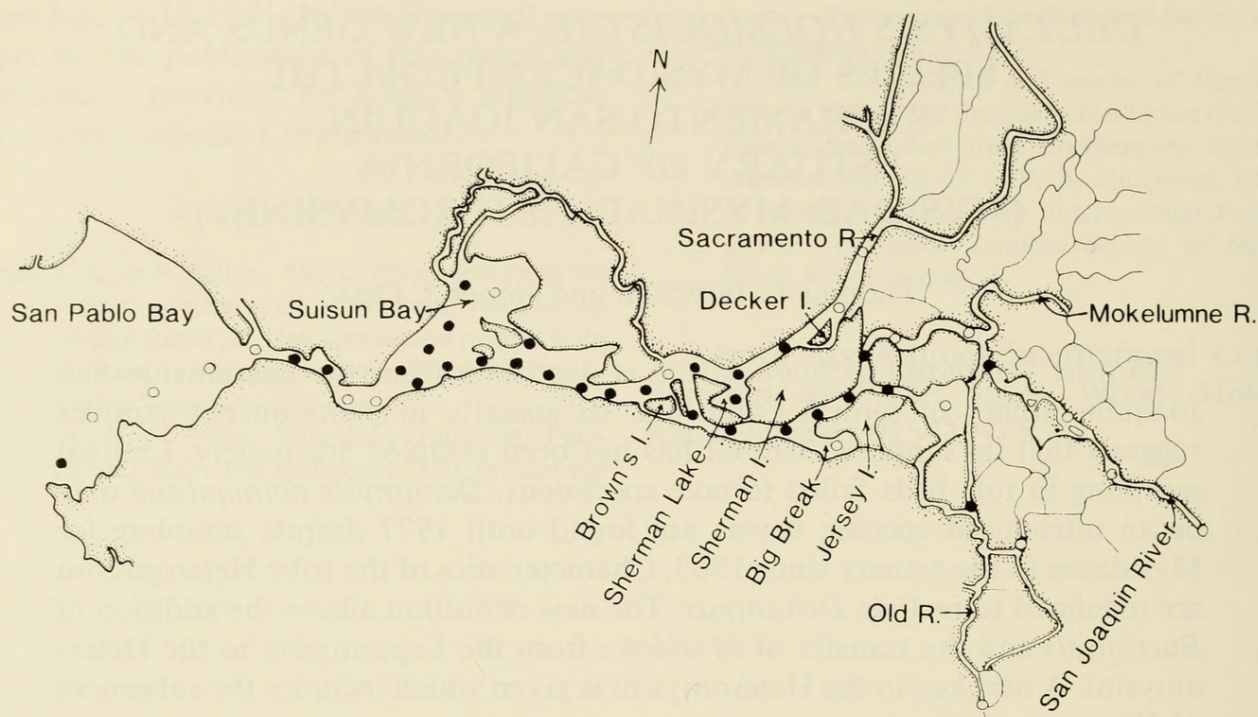 N
Sacramento R.
San Pablo Bay
Suisun Bay
Decker I.
Mokelumne R.
Brown's I.
Sherman Lake
Sherman I.
Big Break
Jersey I.
Old R.
San Joaquin River